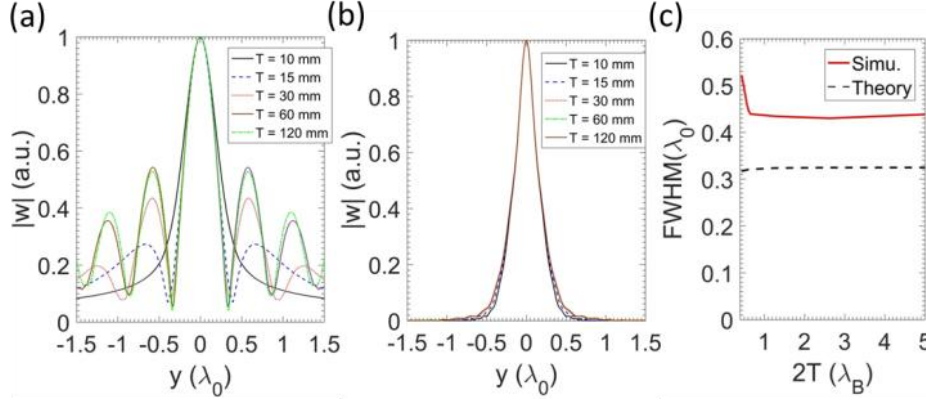 (a)
|w| (a.u.)
1
0.8
0.6
0.4
0.2
0
-1.5 -1 -0.5 0 0.5 1 1.5
y (λ0)
T = 10 mm
T = 15 mm
T = 30 mm
T = 60 mm
T = 120 mm
(b)
|w| (a.u.)
1
0.8
0.6
0.4
0.2
0
-1.5 -1 -0.5 0 0.5 1 1.5
y (λ0)
T = 10 mm
T = 15 mm
T = 30 mm
T = 60 mm
T = 120 mm
(c)
FWHM(λ0)
0.6
0.5
0.4
0.3
0.2
0.1
0
1 2 3 4 5
2T (λB)
Simu.
Theory